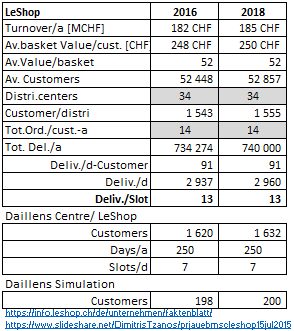 LeShop 2016 2018
Turnover/a [MCHF] 182 CHF 185 CHF
Av.basket Value/cust. [CHF 248 CHF 250 CHF
Av.Value/basket 52 52
Av. Customers 52 448 52 857
Distri.centers 34 34
Customer/distri 1 543 1 555
Tot.Ord./cust.-a 14 14
Tot. Del./a 734 274 740 000
Deliv./d-Customer 91 91
Deliv./d 2 937 2 960
Deliv./Slot 13 13
Daillens Centre/ LeShop
Customers 1 620 1 632
Days/a 250 250
Slots/d 7 7
Daillens Simulation
Customers 198 200
https://info.leshop.ch/de/unternehmen/faktenblatt/
https://www.slideshare.net/DimitrisTzanos/prjauebmscleshop15jul2015